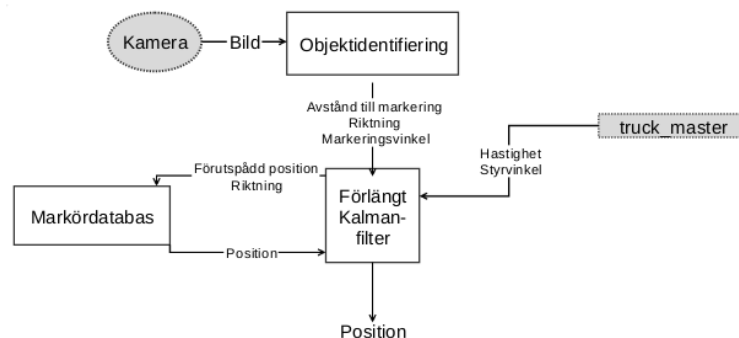 Kamera
Bild
Objektidentifiering
Avstånd till markering
Riktning
Markeringsvinkel
truck_master
Hastighet
Styrvinkel
Förutspådd position
Riktning
Markördatabas
Förlängt
Kalman-
filter
Position
Position